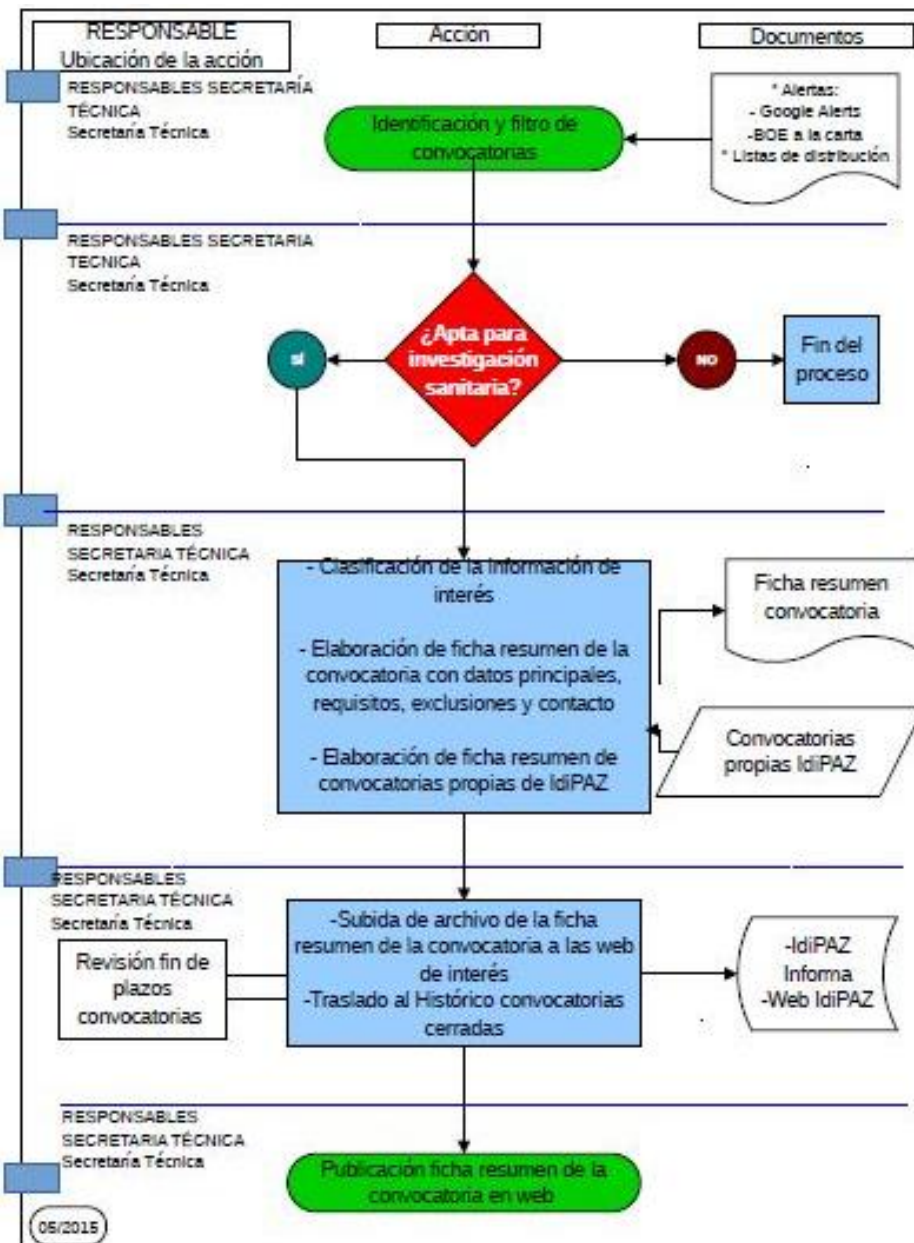 RESPONSABLE
Ubicación de la acción
Acción
Documentos
RESPONSABLES SECRETARÍA
TÉCNICA
Secretaría Técnica
Identificación y filtro de
convocatorias
* Alertas:
- Google Alerts
-BOE a la carta
* Listas de distribución
RESPONSABLES SECRETARIA
TECNICA
Secretaría Técnica
¿Apta para
investigación
sanitaria?
SÍ
NO
Fin del
proceso
RESPONSABLES
SECRETARIA TÉCNICA
Secretaría Técnica
- Clasificación de la información de
interés
- Elaboración de ficha resumen de la
convocatoria con datos principales,
requisitos, exclusiones y contacto
- Elaboración de ficha resumen de
convocatorias propias de IdiPAZ
Ficha resumen
convocatoria
Convocatorias
propias IdiPAZ
RESPONSABLES
SECRETARIA TÉCNICA
Secretaría Técnica
Revisión fin de
plazos
convocatorias
-Subida de archivo de la ficha
resumen de la convocatoria a las web
de interés
-Traslado al Histórico convocatorias
cerradas
-IdiPAZ
Informa
-Web IdiPAZ
RESPONSABLES
SECRETARIA TÉCNICA
Secretaría Técnica
Publicación ficha resumen de la
convocatoria en web
05/2015